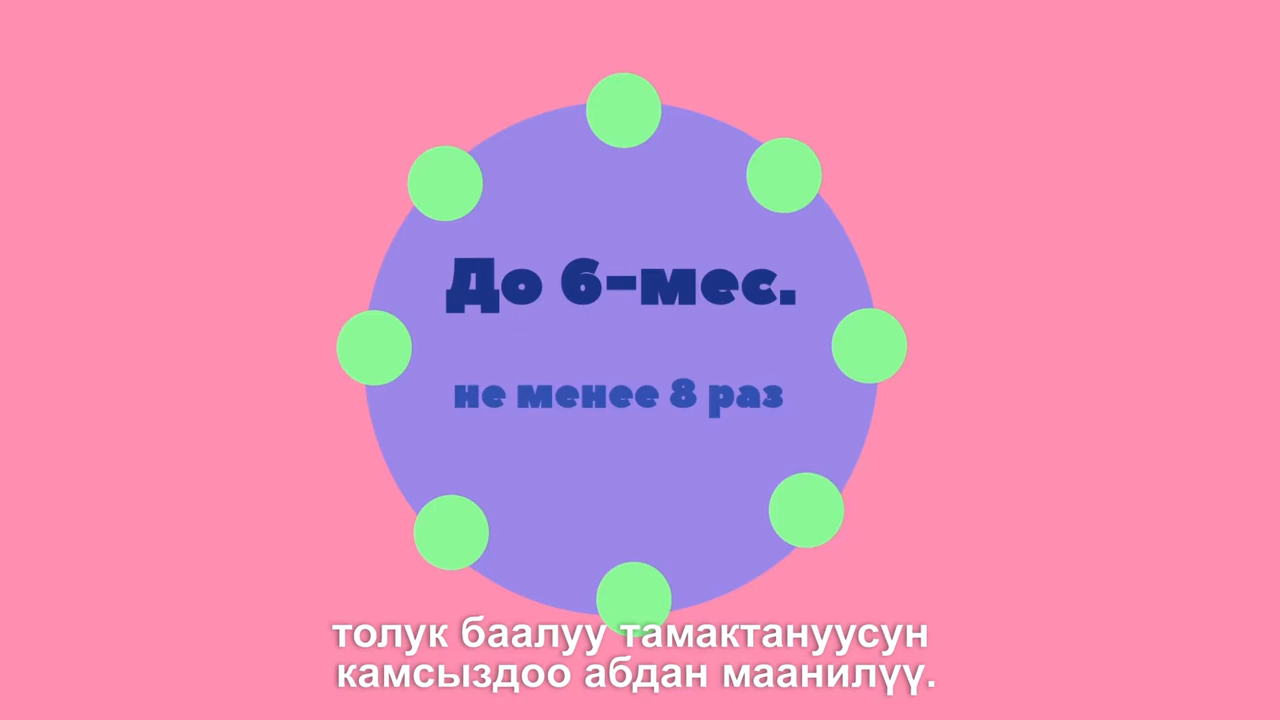 До 6-мес.
не менее 8 раз
толук баалуу тамактануусун
камсыздоо абдан маанилүү.